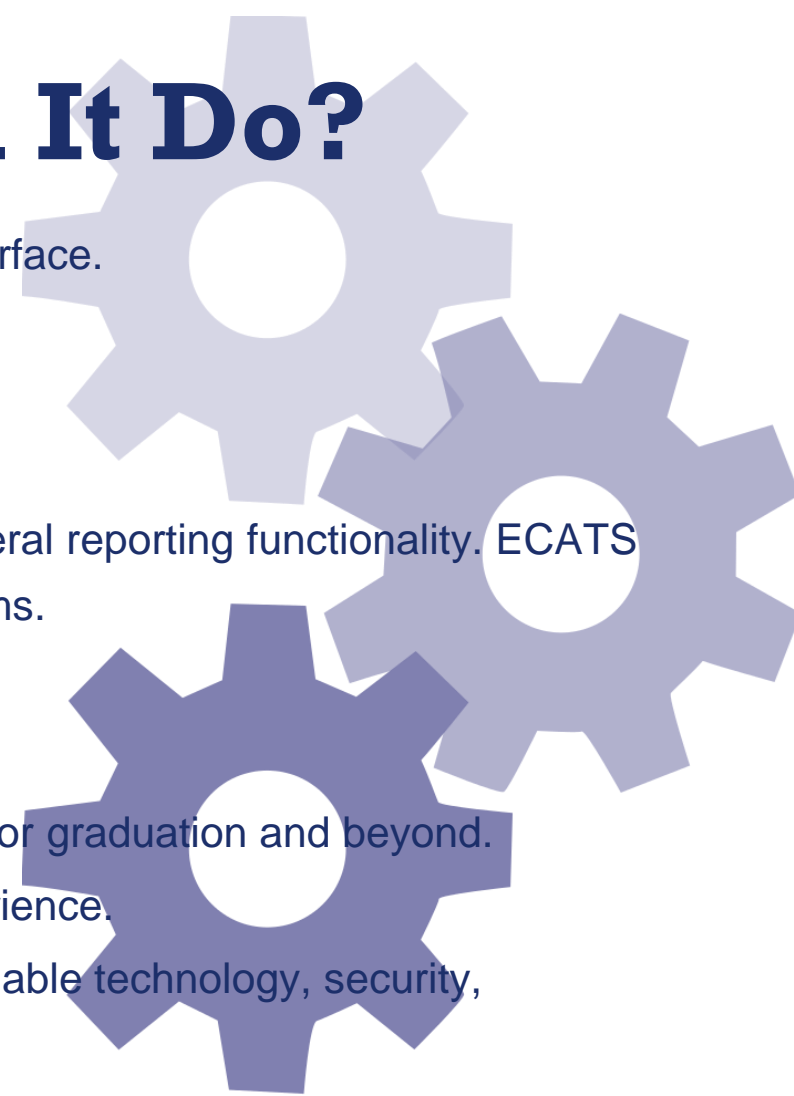 It Do?
rface.
eral reporting functionality. ECATS
ns.
or graduation and beyond.
ience.
able technology, security,